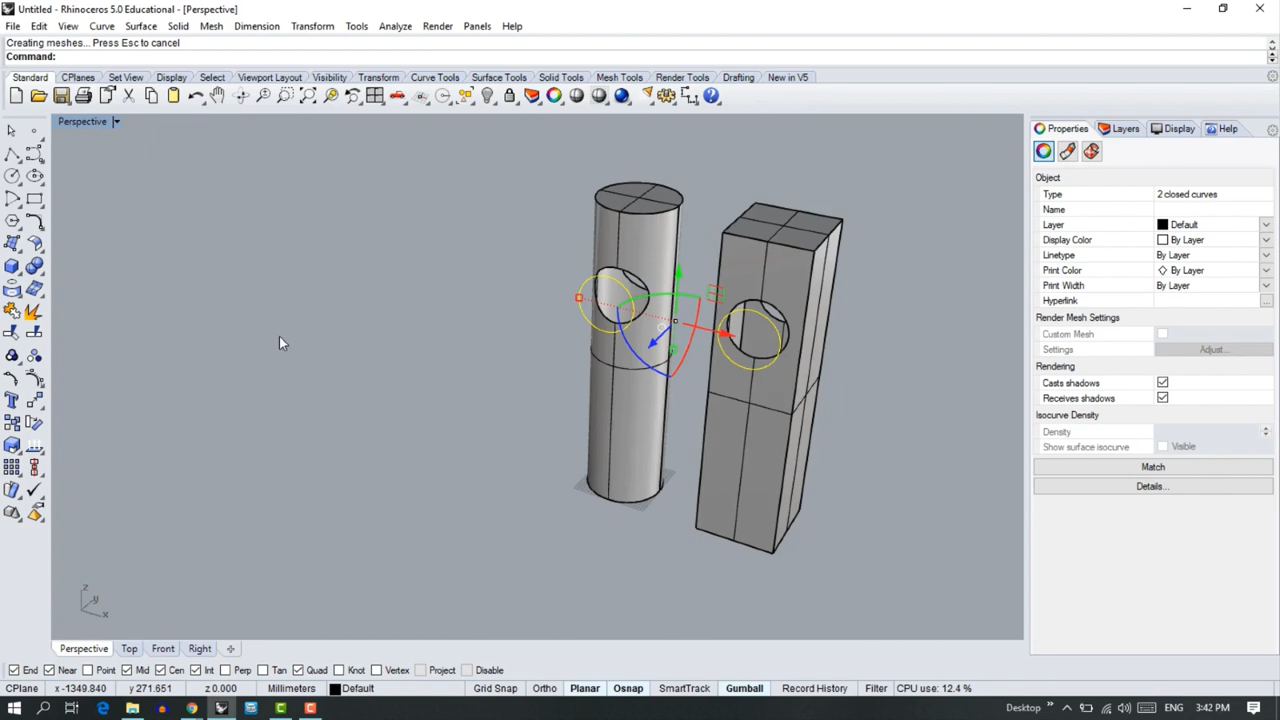 Untitled - Rhinoceros 5.0 Educational - [Perspective]
File Edit View Curve Surface Solid Mesh Dimension Transform Tools Analyze Render Panels Help
Creating meshes... Press Esc to cancel
Command:
Standard CPlanes Set View Display Select Viewport Layout Visibility Transform Curve Tools Surface Tools Solid Tools Mesh Tools Render Tools Drafting New in V5
Perspective
Properties Layers Display Help
Object
Type 2 closed curves
Name
Layer Default
Display Color By Layer
Linetype By Layer
Print Color By Layer
Print Width By Layer
Hyperlink ...
Render Mesh Settings
Custom Mesh
Settings Adjust...
Rendering
Casts shadows
Receives shadows
Isocurve Density
Density
Show surface isocurve Visible
Match
Details...
z
y
x
Perspective Top Front Right
End Near Point Mid Cen Int Perp Tan Quad Knot Vertex Project Disable
CPlane x -1349.840 y 271.651 z 0.000 Millimeters Default Grid Snap Ortho Planar Osnap SmartTrack Gumball Record History Filter CPU use: 12.4 %
Desktop ENG 3:42 PM